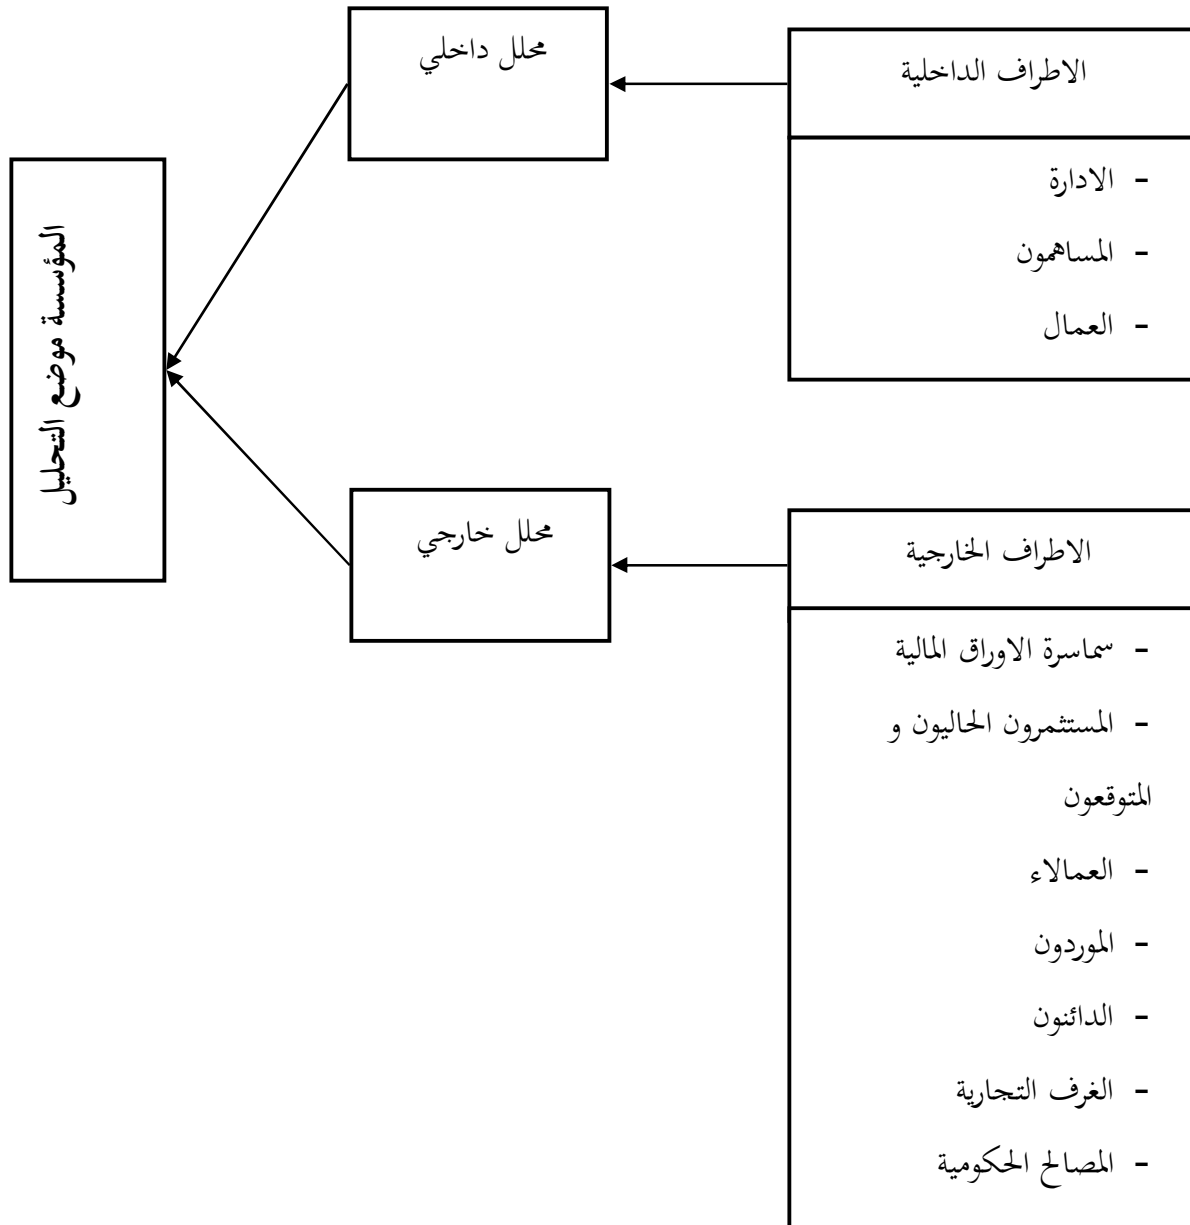 الاطراف الداخلية
- الادارة
- المساهمون
- العمال
محلل داخلي
المؤسسة موضع التحليل
الاطراف الخارجية
- سماسرة الاوراق المالية
- المستثمرون الحاليون و
المتوقعون
- العمالاء
- الموردون
- الدائنون
- الغرف التجارية
- المصالح الحكومية
محلل خارجي